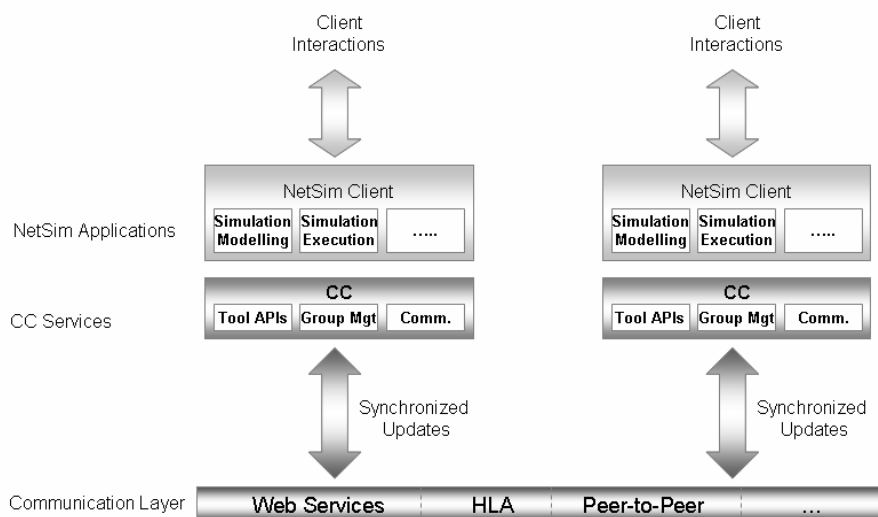 Client
Interactions
Client
Interactions
NetSim Applications
NetSim Client
Simulation
Modelling
Simulation
Execution
.....
NetSim Client
Simulation
Modelling
Simulation
Execution
.....
CC Services
CC
Tool APIs
Group Mgt
Comm.
CC
Tool APIs
Group Mgt
Comm.
Synchronized
Updates
Synchronized
Updates
Communication Layer
Web Services
HLA
Peer-to-Peer
...